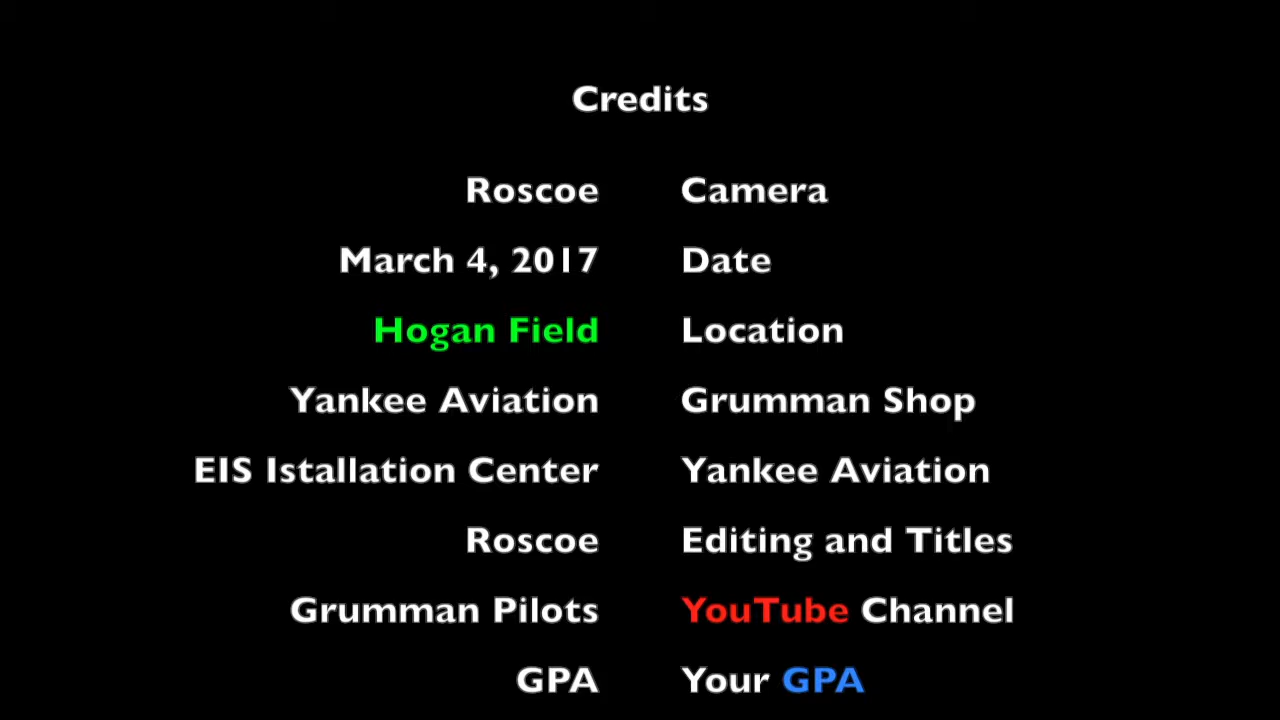 Credits
Roscoe Camera
March 4, 2017 Date
Hogan Field Location
Yankee Aviation Grumman Shop
EIS Istallation Center Yankee Aviation
Roscoe Editing and Titles
Grumman Pilots YouTube Channel
GPA Your GPA